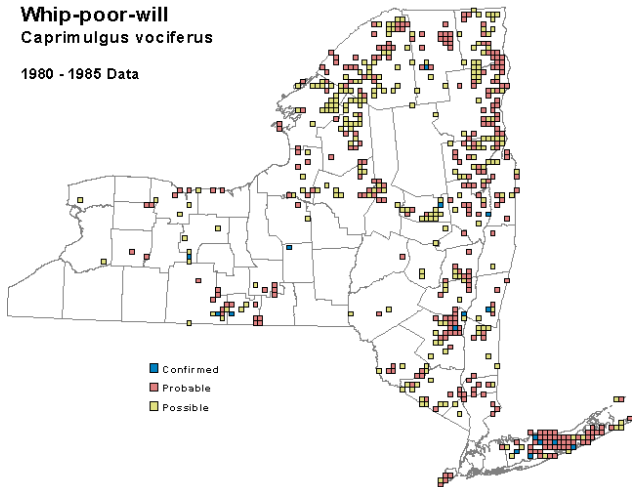 Whip-poor-will
Caprimulgus vociferus
1980 - 1985 Data
Confirmed
Probable
Possible